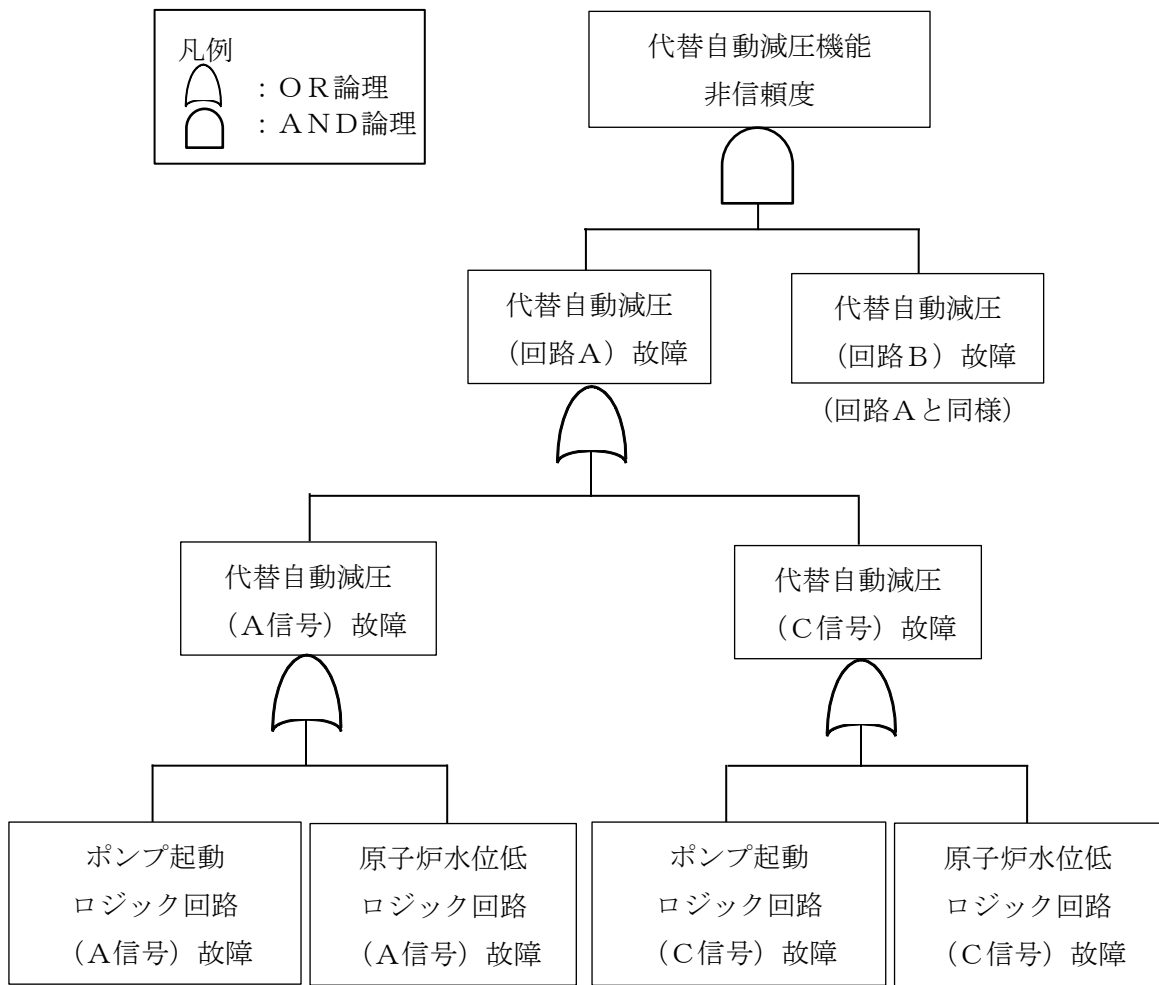 凡例
：ＯＲ論理
：ＡＮＤ論理
代替自動減圧機能
非信頼度
代替自動減圧
（回路Ａ）故障
代替自動減圧
（回路Ｂ）故障
（回路Ａと同様）
代替自動減圧
（Ａ信号）故障
代替自動減圧
（Ｃ信号）故障
ポンプ起動
ロジック回路
（Ａ信号）故障
原子炉水位低
ロジック回路
（Ａ信号）故障
ポンプ起動
ロジック回路
（Ｃ信号）故障
原子炉水位低
ロジック回路
（Ｃ信号）故障